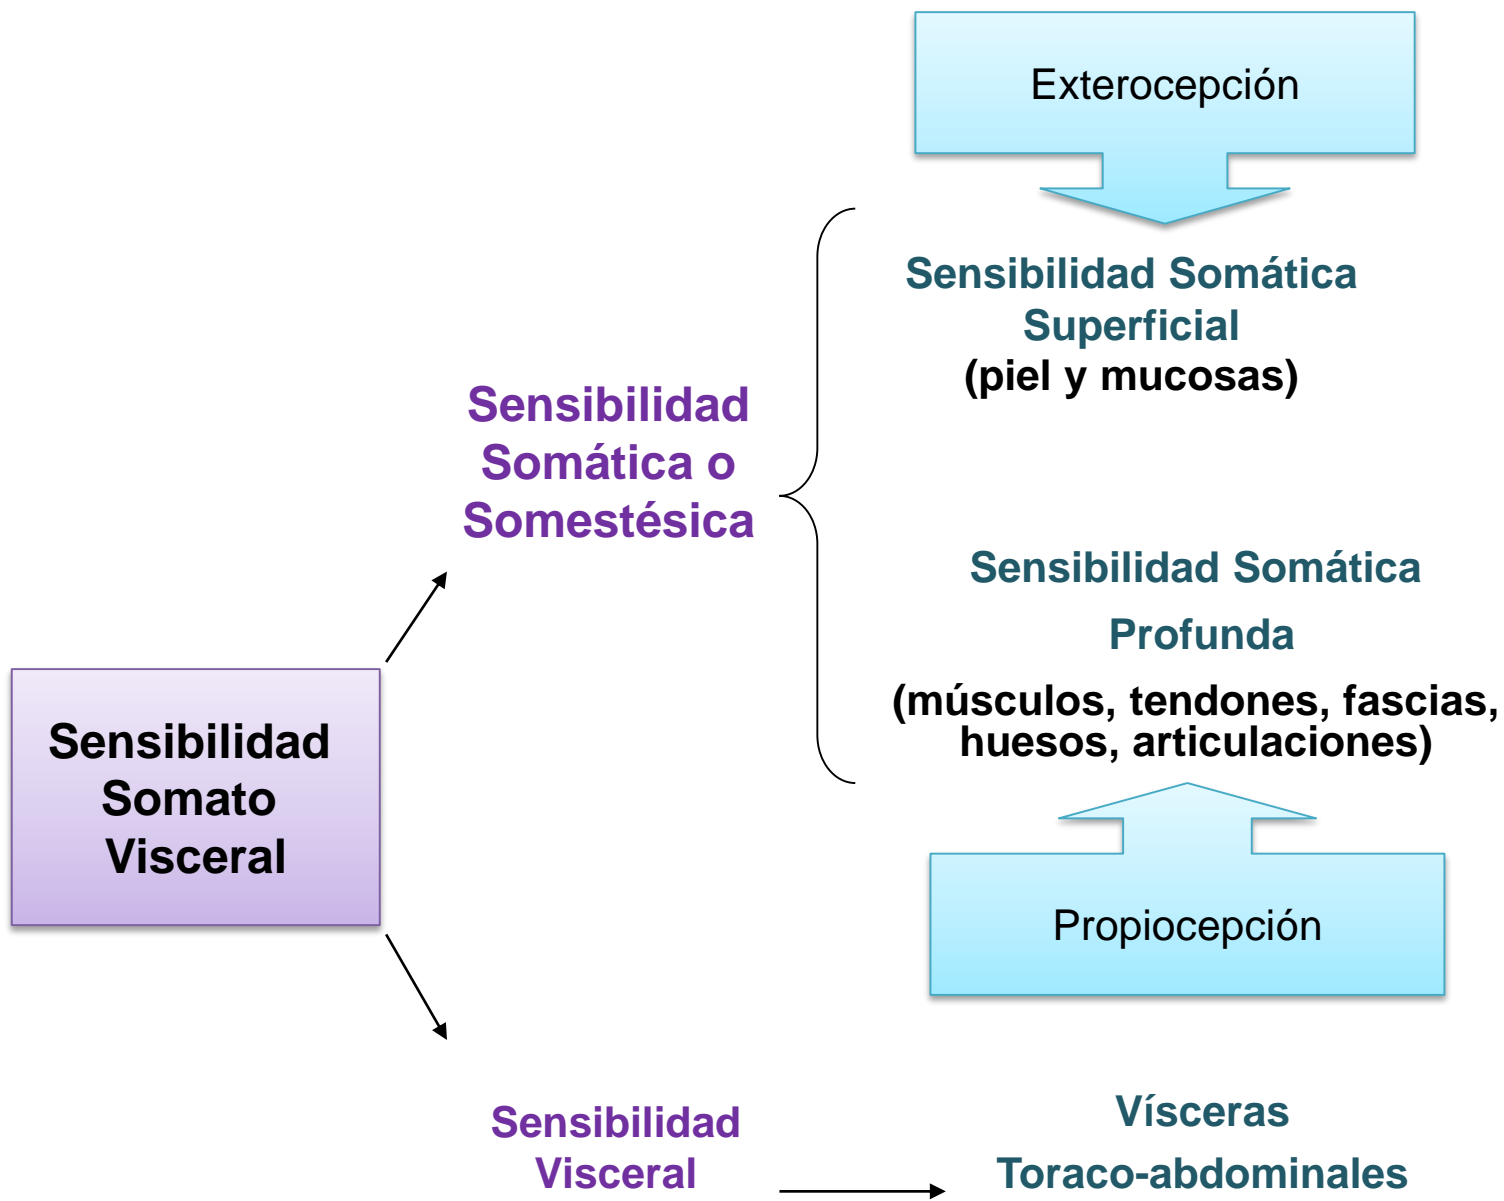 Exterocepción
Sensibilidad Somática
Superficial
(piel y mucosas)
Sensibilidad
Somática o
Somestésica
Sensibilidad Somática
Profunda
(músculos, tendones, fascias,
huesos, articulaciones)
Sensibilidad
Somato
Visceral
Propiocepción
Sensibilidad
Visceral
Vísceras
Toraco-abdominales